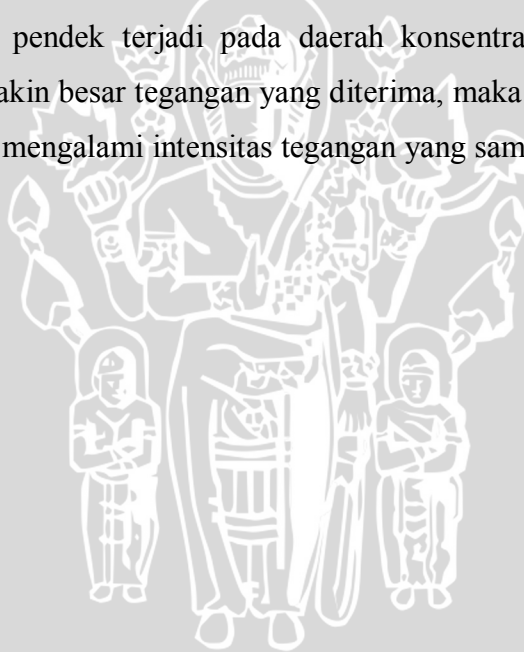 pendek terjadi pada daerah konsentra
akin besar tegangan yang diterima, maka
mengalami intensitas tegangan yang sam